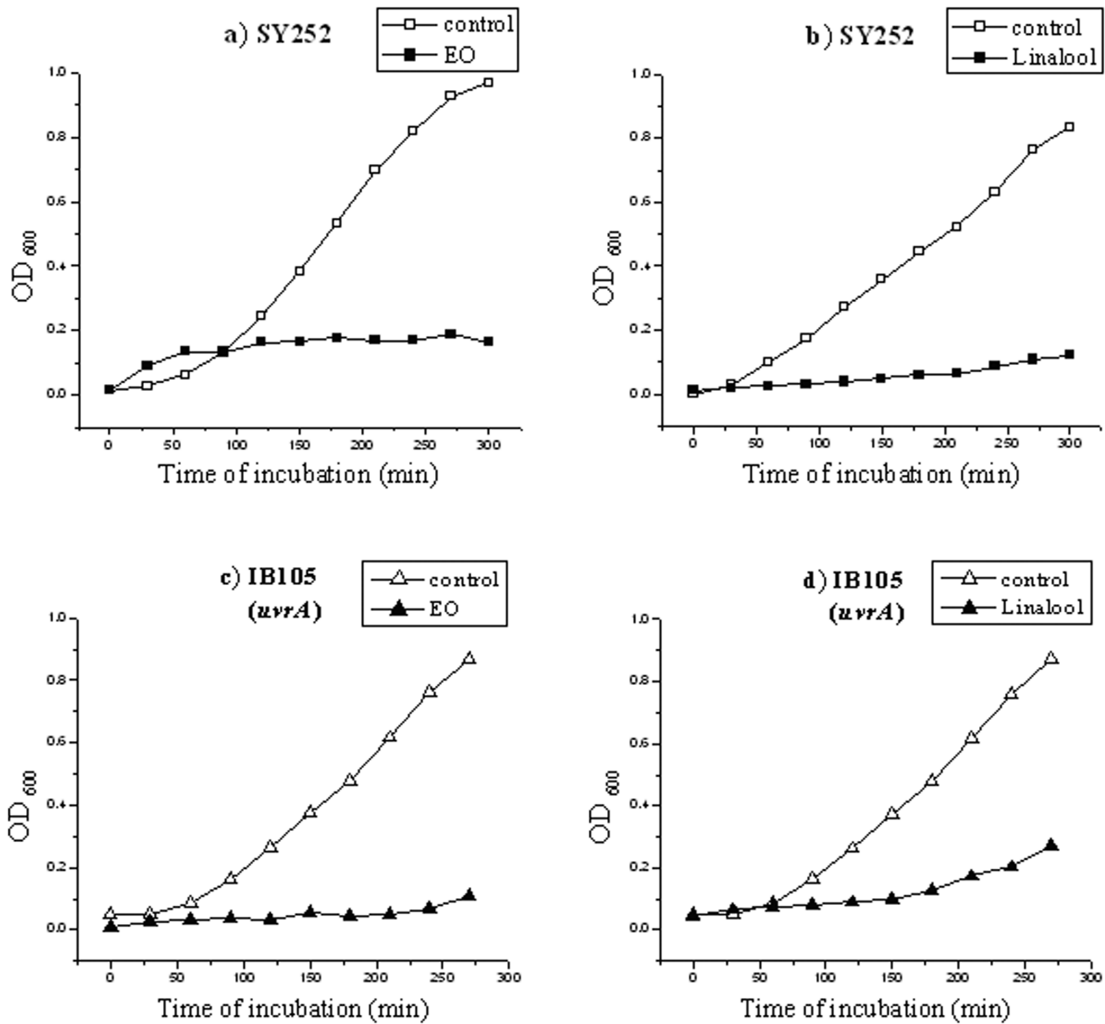 a) SY252
control
EO
OD 600
1.0
0.8
0.6
0.4
0.2
0.0
0 50 100 150 200 250 300
Time of incubation (min)
b) SY252
control
Linalool
OD 600
1.0
0.8
0.6
0.4
0.2
0.0
0 50 100 150 200 250 300
Time of incubation (min)
c) IB105
(uvrA)
control
EO
OD 600
1.0
0.8
0.6
0.4
0.2
0.0
0 50 100 150 200 250 300
Time of incubation (min)
d) IB105
(uvrA)
control
Linalool
OD 600
1.0
0.8
0.6
0.4
0.2
0.0
0 50 100 150 200 250 300
Time of incubation (min)